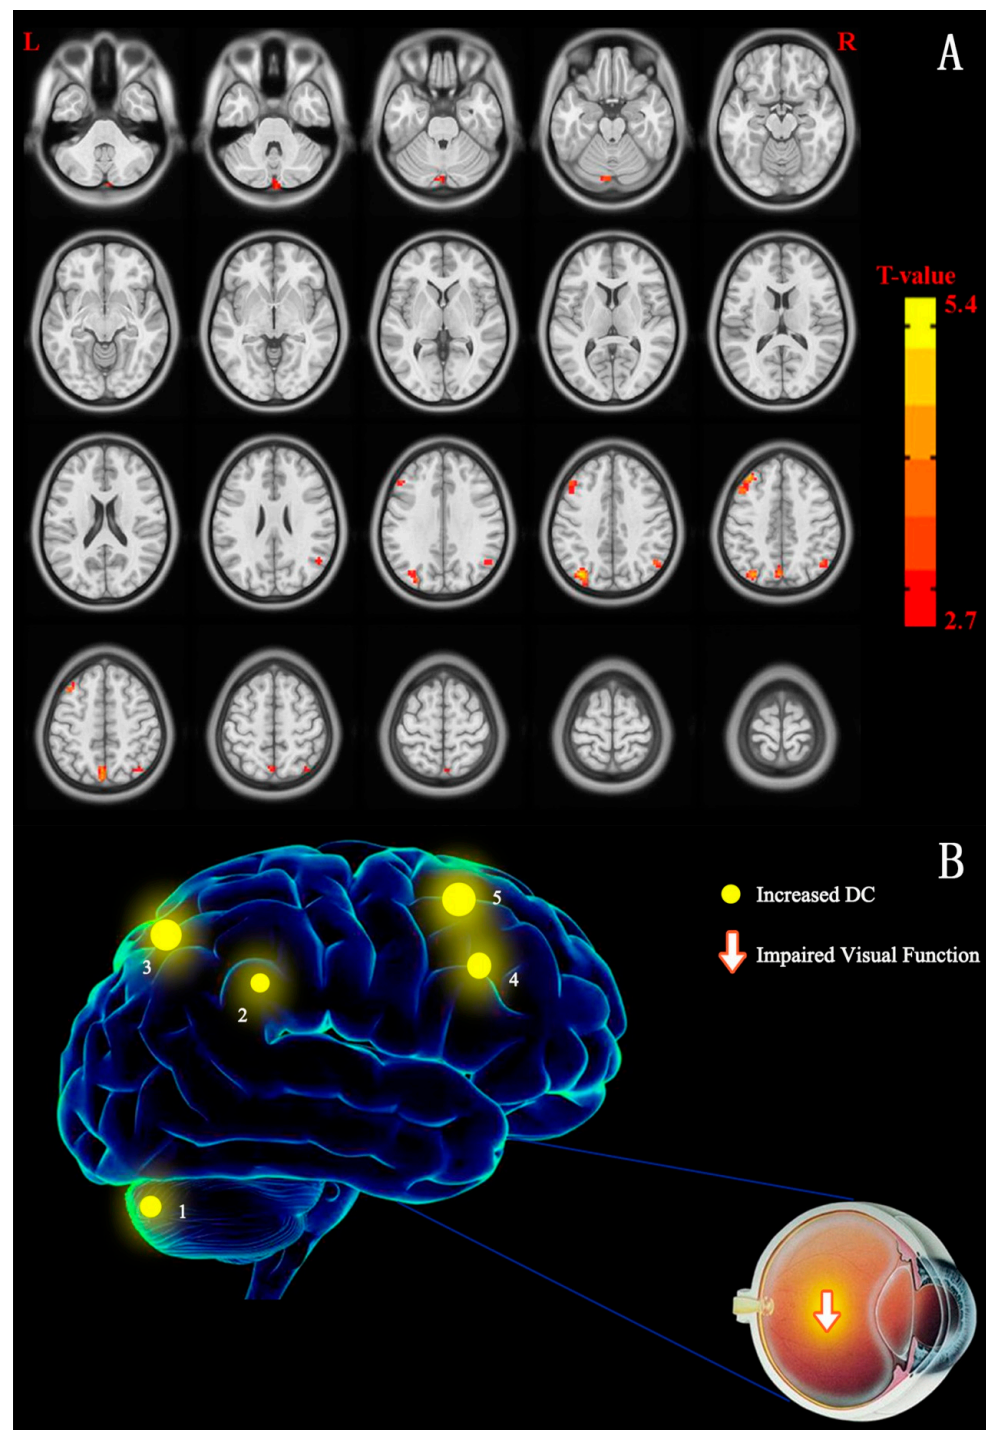 L
R
A
T-value
5.4
2.7
B
Increased DC
Impaired Visual Function
5
3
4
2
1